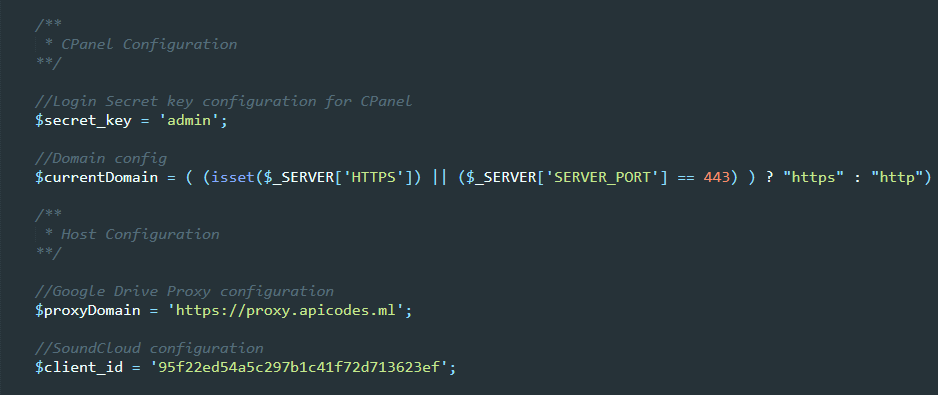 /**
* CPanel Configuration
**/
//Login Secret key configuration for CPanel
$secret_key = 'admin';
//Domain config
$currentDomain = ( (isset($_SERVER['HTTPS']) || ($_SERVER['SERVER_PORT'] == 443) ) ? "https" : "http")
/**
* Host Configuration
**/
//Google Drive Proxy configuration
$proxyDomain = 'https://proxy.apicodes.ml';
//SoundCloud configuration
$client_id = '95f22ed54a5c297b1c41f72d713623ef';